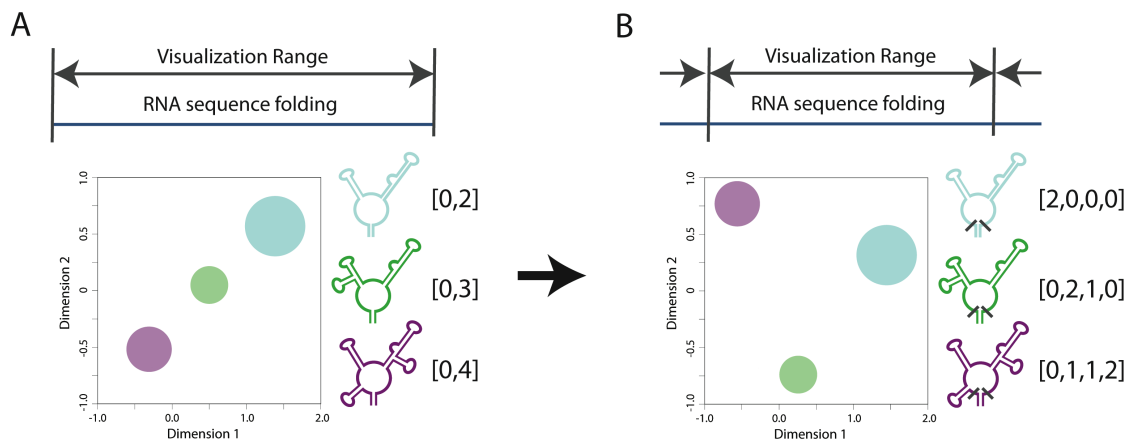 A
Visualization Range
RNA sequence folding
1.0
0.5
0
-0.5
-1.0
Dimension 2
-1.0
0.0
1.0
2.0
Dimension 1
[0,2]
[0,3]
[0,4]
B
Visualization Range
RNA sequence folding
1.0
0.5
0
-0.5
-1.0
Dimension 2
-1.0
0.0
1.0
2.0
Dimension 1
[2,0,0,0]
[0,2,1,0]
[0,1,1,2]